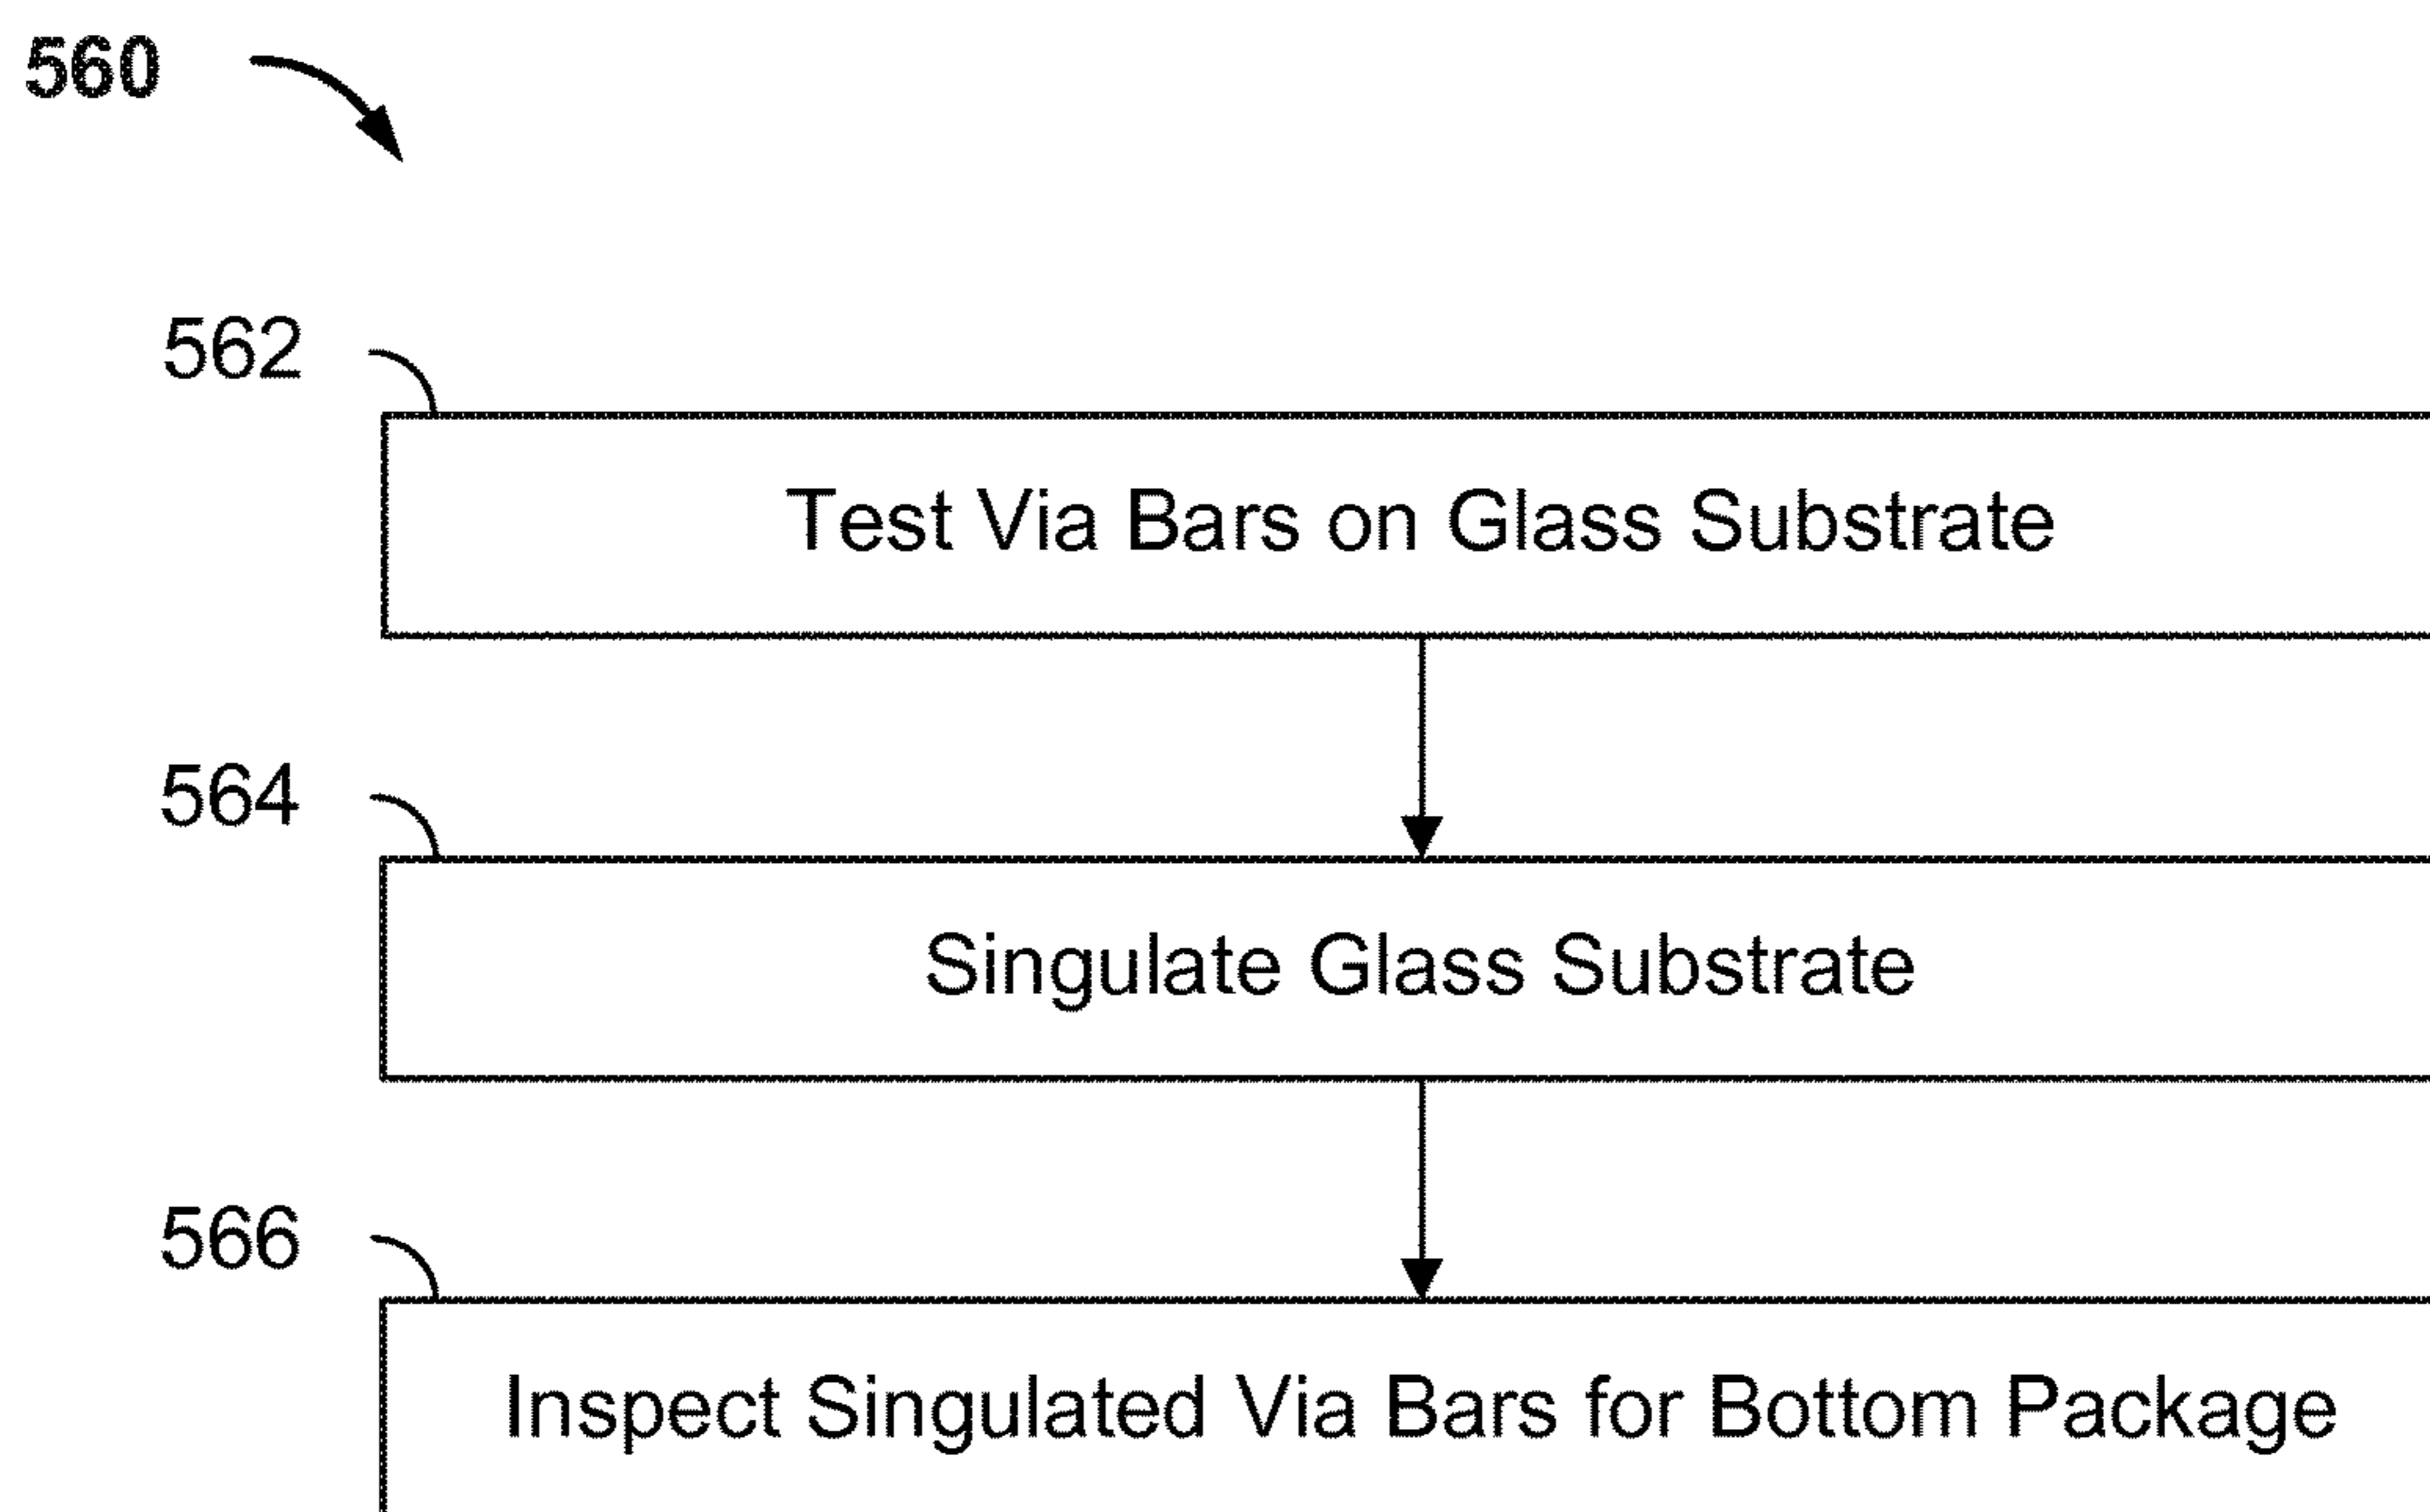 560
562
Test Via Bars on Glass Substrate
564
Singulate Glass Substrate
566
Inspect Singulated Via Bars for Bottom Package